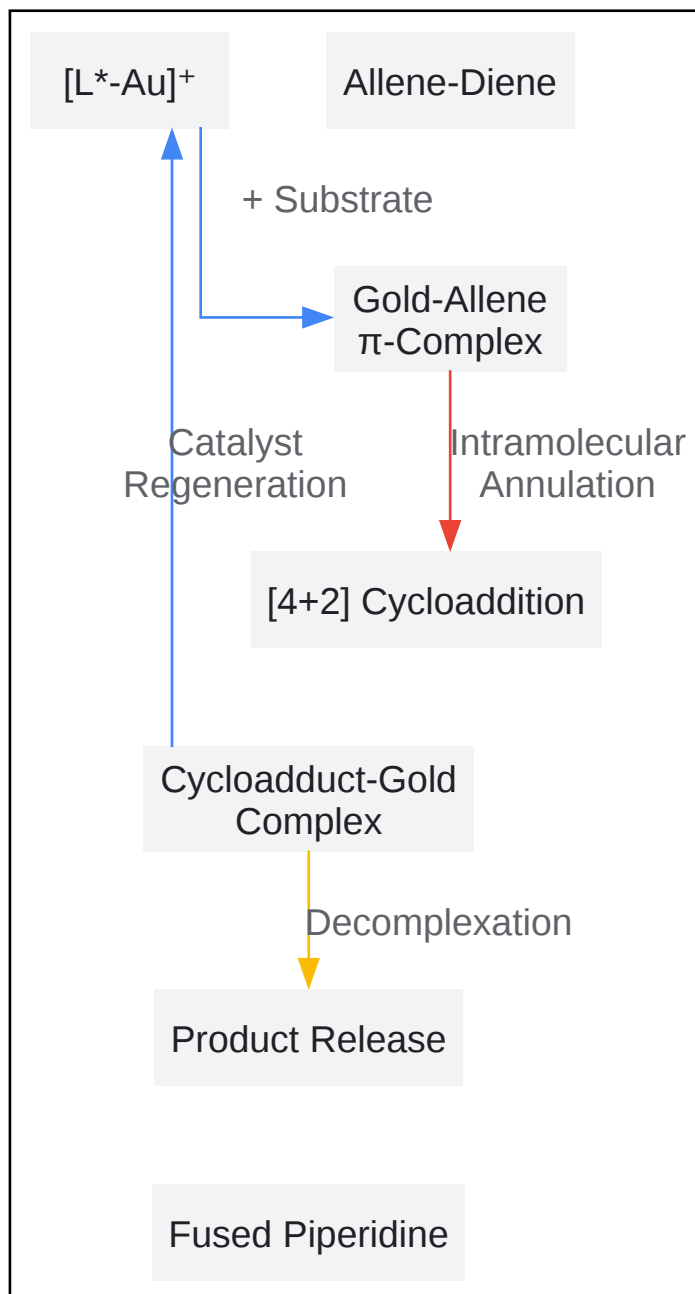 [L*-Au]⁺
Allene-Diene
+ Substrate
Gold-Allene
π-Complex
Catalyst
Regeneration
Intramolecular
Annulation
[4+2] Cycloaddition
Cycloadduct-Gold
Complex
Decomplexation
Product Release
Fused Piperidine